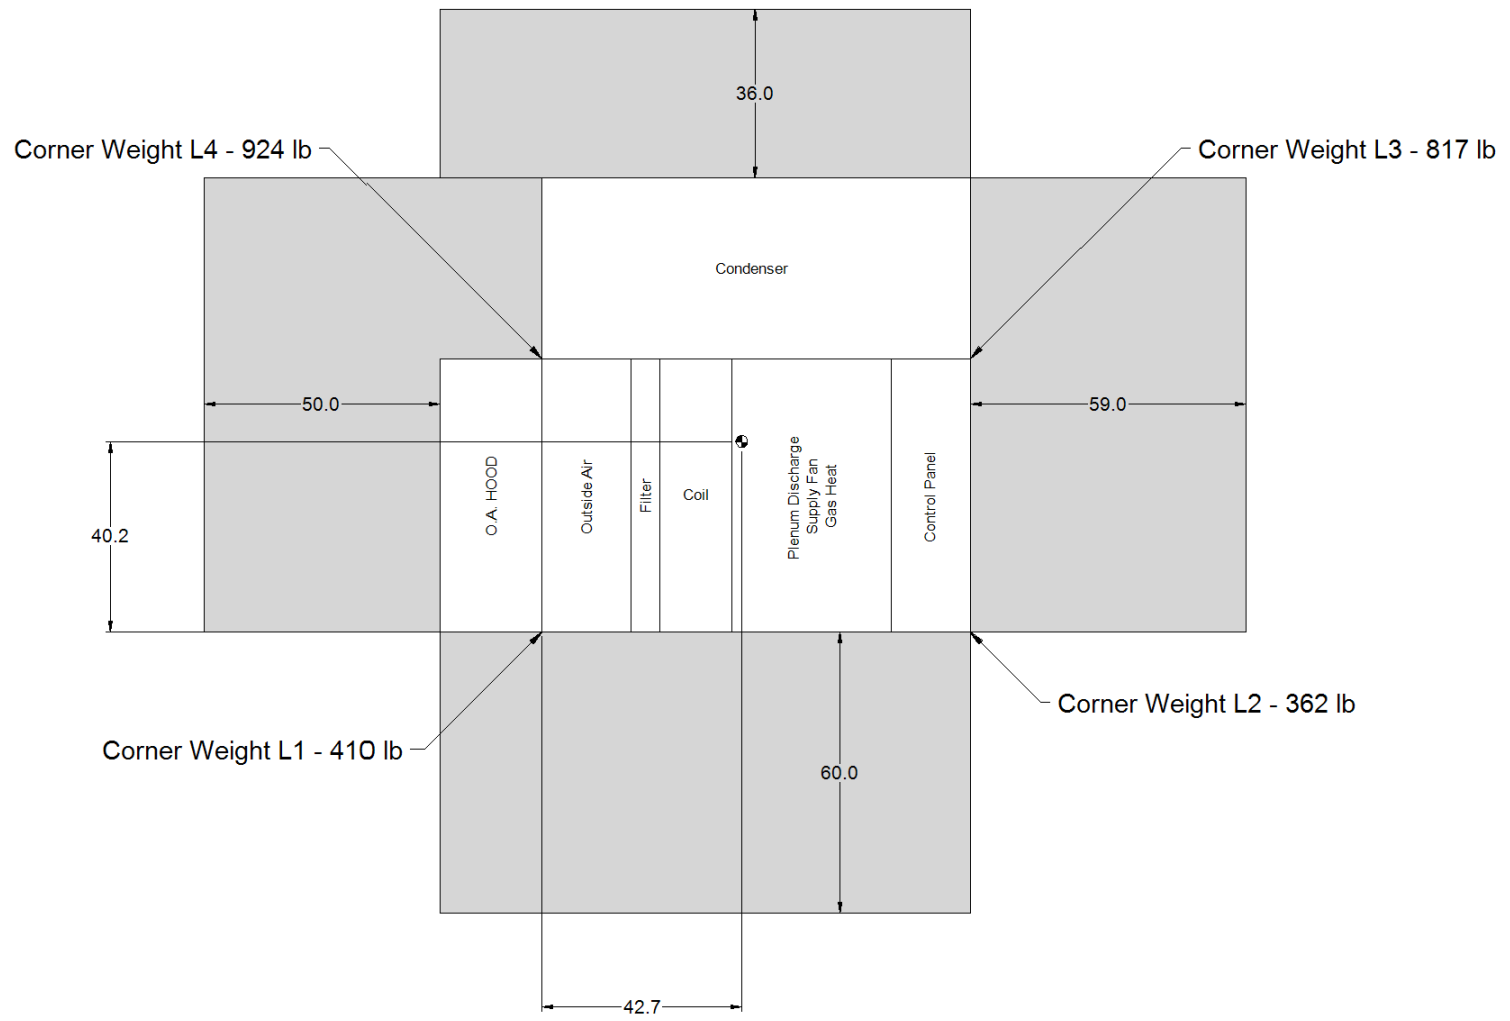 36.0
Corner Weight L4 - 924 lb
Corner Weight L3 - 817 lb
Condenser
50.0
59.0
40.2
O.A. HOOD
Outside Air
Filter
Coil
Plenum Discharge
Supply Fan
Gas Heat
Control Panel
Corner Weight L1 - 410 lb
Corner Weight L2 - 362 lb
60.0
42.7